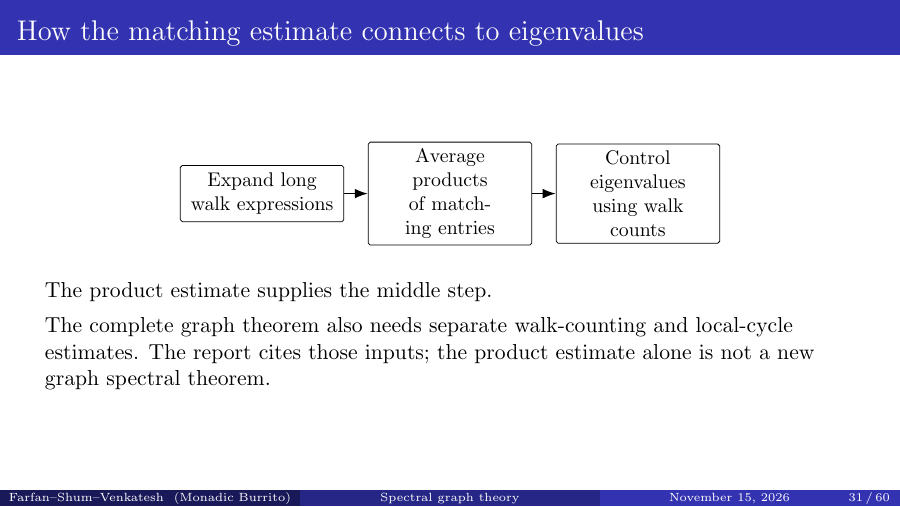 How the matching estimate connects to eigenvalues
Expand long
walk expressions
Average
products
of match-
ing entries
Control
eigenvalues
using walk
counts
The product estimate supplies the middle step.
The complete graph theorem also needs separate walk-counting and local-cycle
estimates. The report cites those inputs; the product estimate alone is not a new
graph spectral theorem.
Farfan–Shum–Venkatesh (Monadic Burrito) Spectral graph theory November 15, 2026 31 / 60